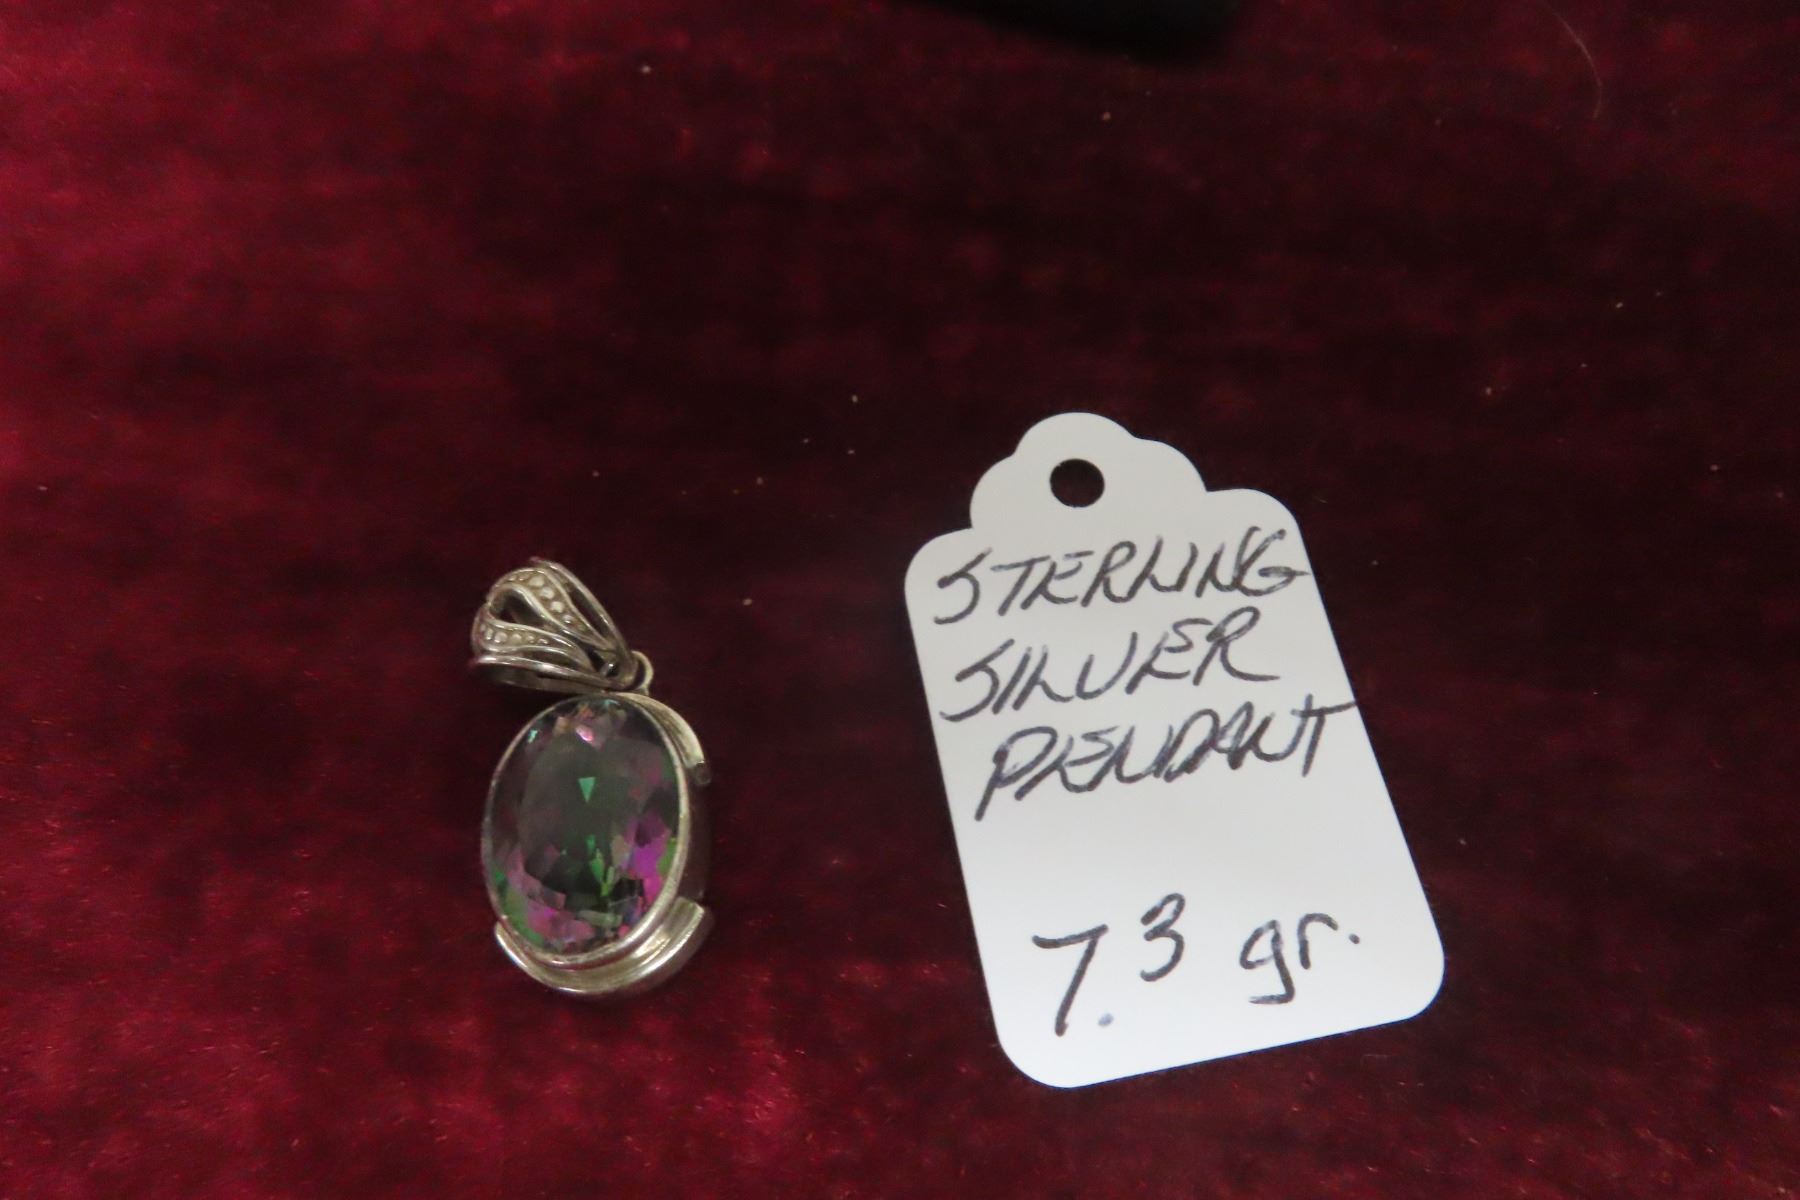 STERLING
SILVER
PENDANT
7.3 gr.